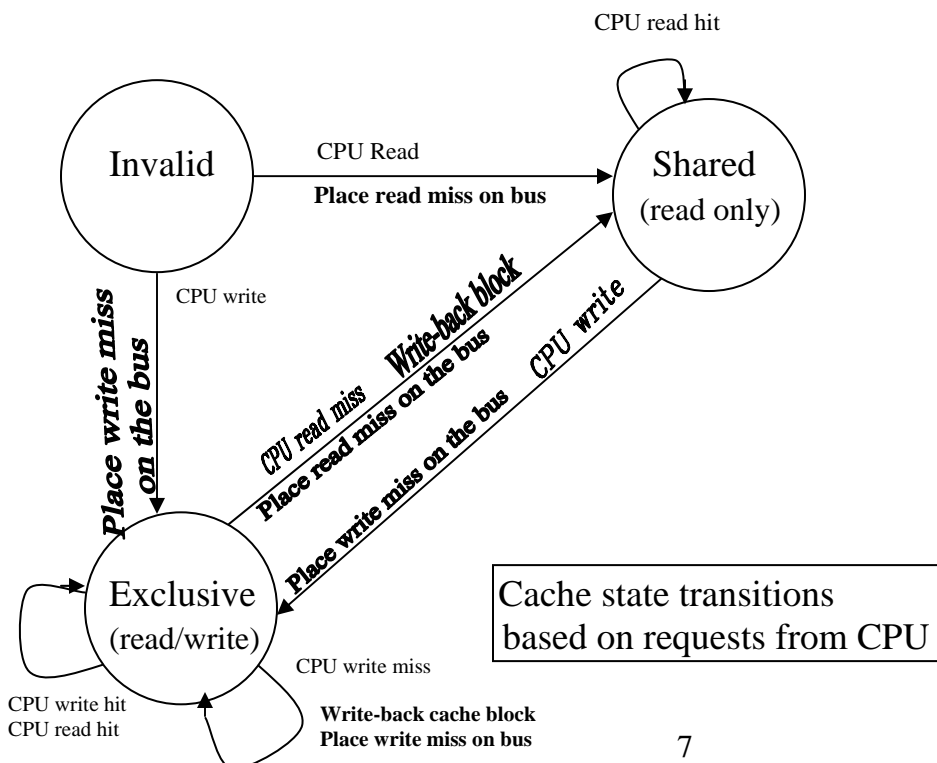 CPU read hit
Invalid
CPU Read
Place read miss on bus
Shared
(read only)
CPU write
Place write miss
on the bus
CPU read miss Write-back block
Place read miss on the bus
Place write miss on the bus CPU write
Exclusive
(read/write)
CPU write hit
CPU read hit
CPU write miss
Write-back cache block
Place write miss on bus
Cache state transitions
based on requests from CPU
7